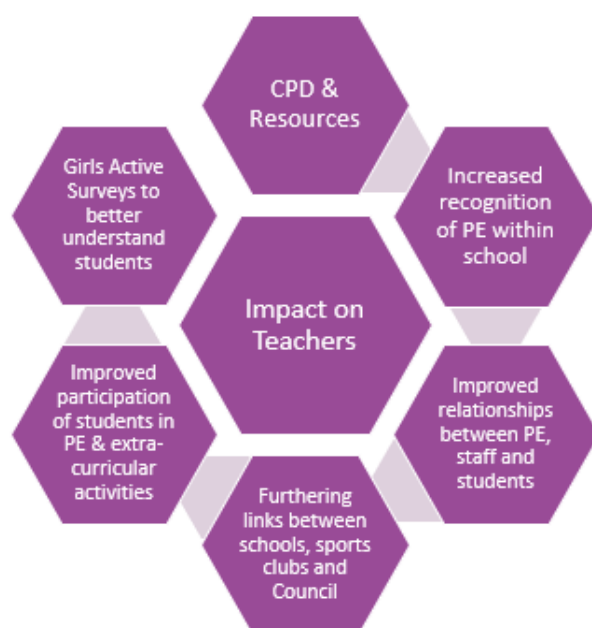 CPD &
Resources
Increased
recognition
of PE within
school
Improved
relationships
between PE,
staff and
students
Furthering
links between
schools, sports
clubs and
Council
Improved
participation
of students in
PE & extra-
curricular
activities
Girls Active
Surveys to
better
understand
students
Impact on
Teachers